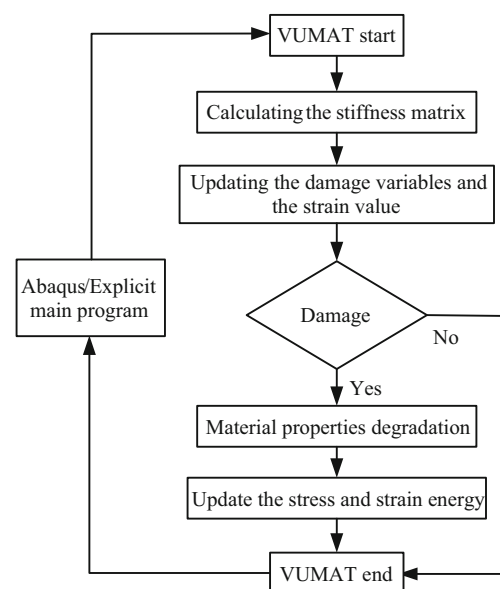 VUMAT start
Calculating the stiffness matrix
Updating the damage variables and
the strain value
Abaqus/Explicit
main program
Damage
No
Yes
Material properties degradation
Update the stress and strain energy
VUMAT end